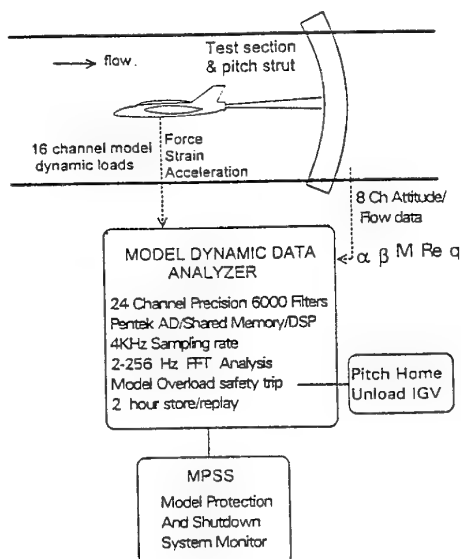 Test section
& pitch strut
flow.
16 channel model
dynamic loads
Force
Strain
Acceleration
8 Ch Attitude/
Flow data
α β M Re q
MODEL DYNAMIC DATA
ANALYZER
24 Channel Precision 6000 Filters
Pentek AD/Shared Memory/DSP
4KHz Sampling rate
2-256 Hz FFT Analysis
Model Overload safety trip
2 hour store/replay
Pitch Home
Unload IGV
MPSS
Model Protection
And Shutdown
System Monitor